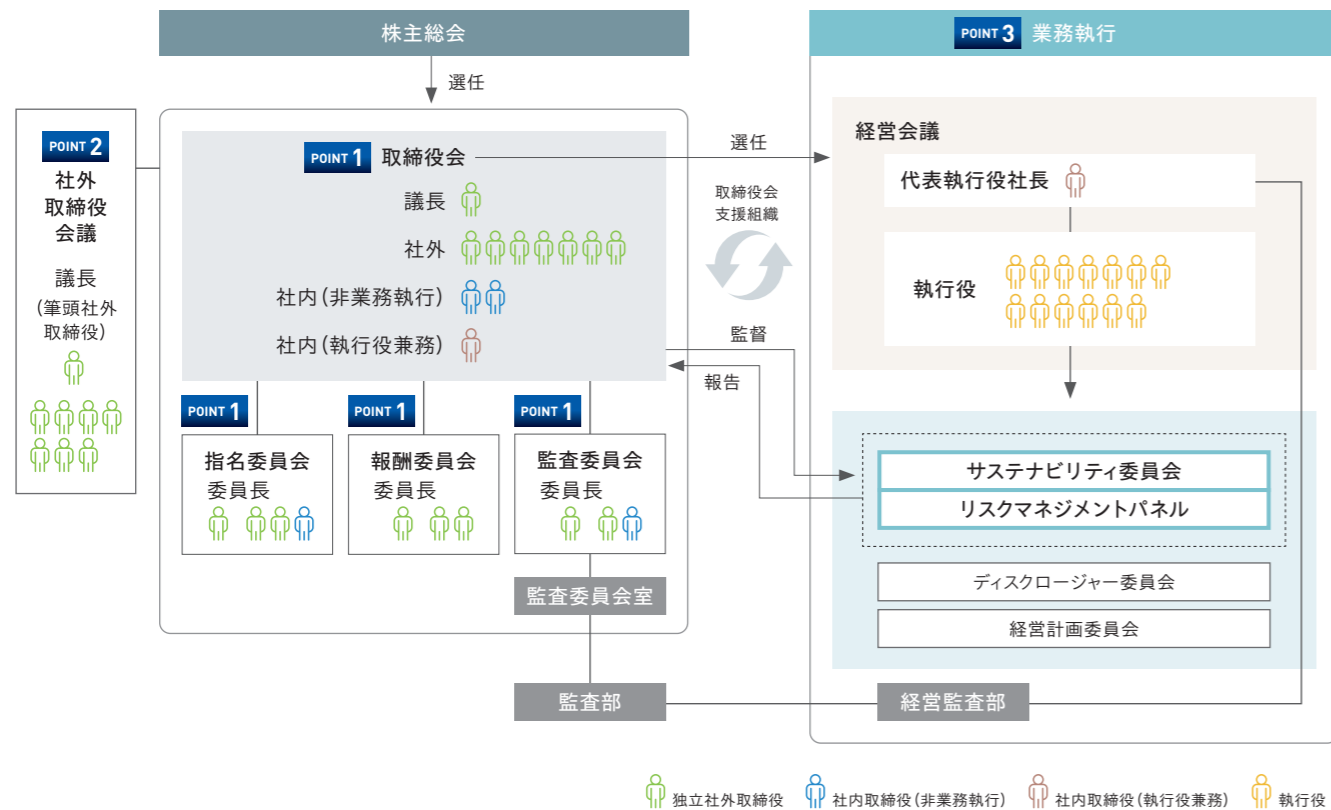 株主総会
選任
POINT 2
社外
取締役
会議
議長
(筆頭社外
取締役)
POINT 1 取締役会
議長
社外
社内(非業務執行)
社内(執行役兼務)
POINT 1
指名委員会
委員長
POINT 1
報酬委員会
委員長
POINT 1
監査委員会
委員長
監査委員会室
監査部
選任
取締役会
支援組織
監督
報告
POINT 3 業務執行
経営会議
代表執行役社長
執行役
サステナビリティ委員会
リスクマネジメントパネル
ディスクロージャー委員会
経営計画委員会
経営監査部
独立社外取締役 社内取締役(非業務執行) 社内取締役(執行役兼務) 執行役